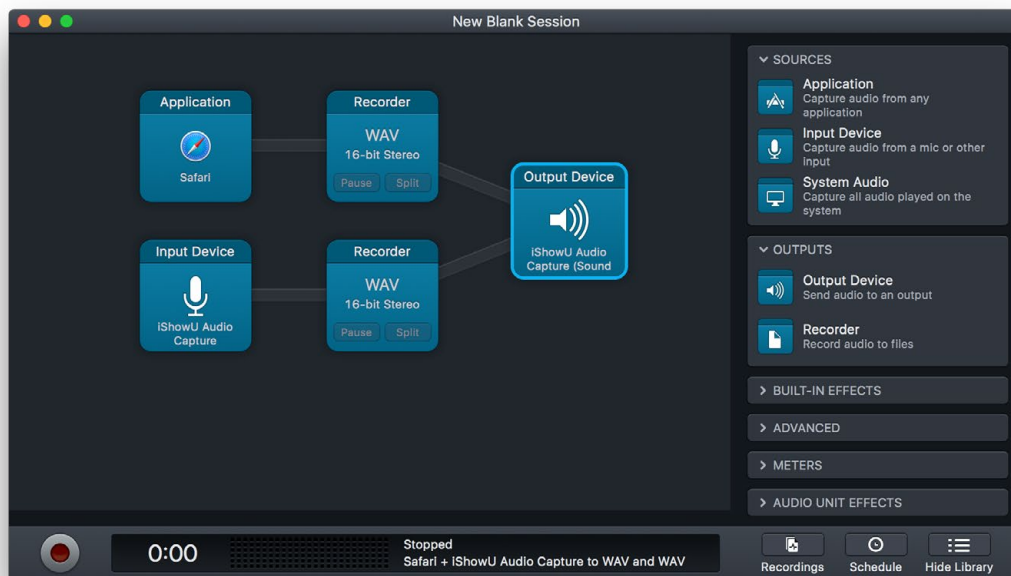 New Blank Session
Application
Safari
Recorder
WAV
16-bit Stereo
Pause Split
Input Device
iShowU Audio
Capture
Recorder
WAV
16-bit Stereo
Pause Split
Output Device
iShowU Audio
Capture (Sound
SOURCES
Application
Capture audio from any
application
Input Device
Capture audio from a mic or other
input
System Audio
Capture all audio played on the
system
OUTPUTS
Output Device
Send audio to an output
Recorder
Record audio to files
BUILT-IN EFFECTS
ADVANCED
METERS
AUDIO UNIT EFFECTS
0:00
Stopped
Safari + iShowU Audio Capture to WAV and WAV
Recordings
Schedule
Hide Library